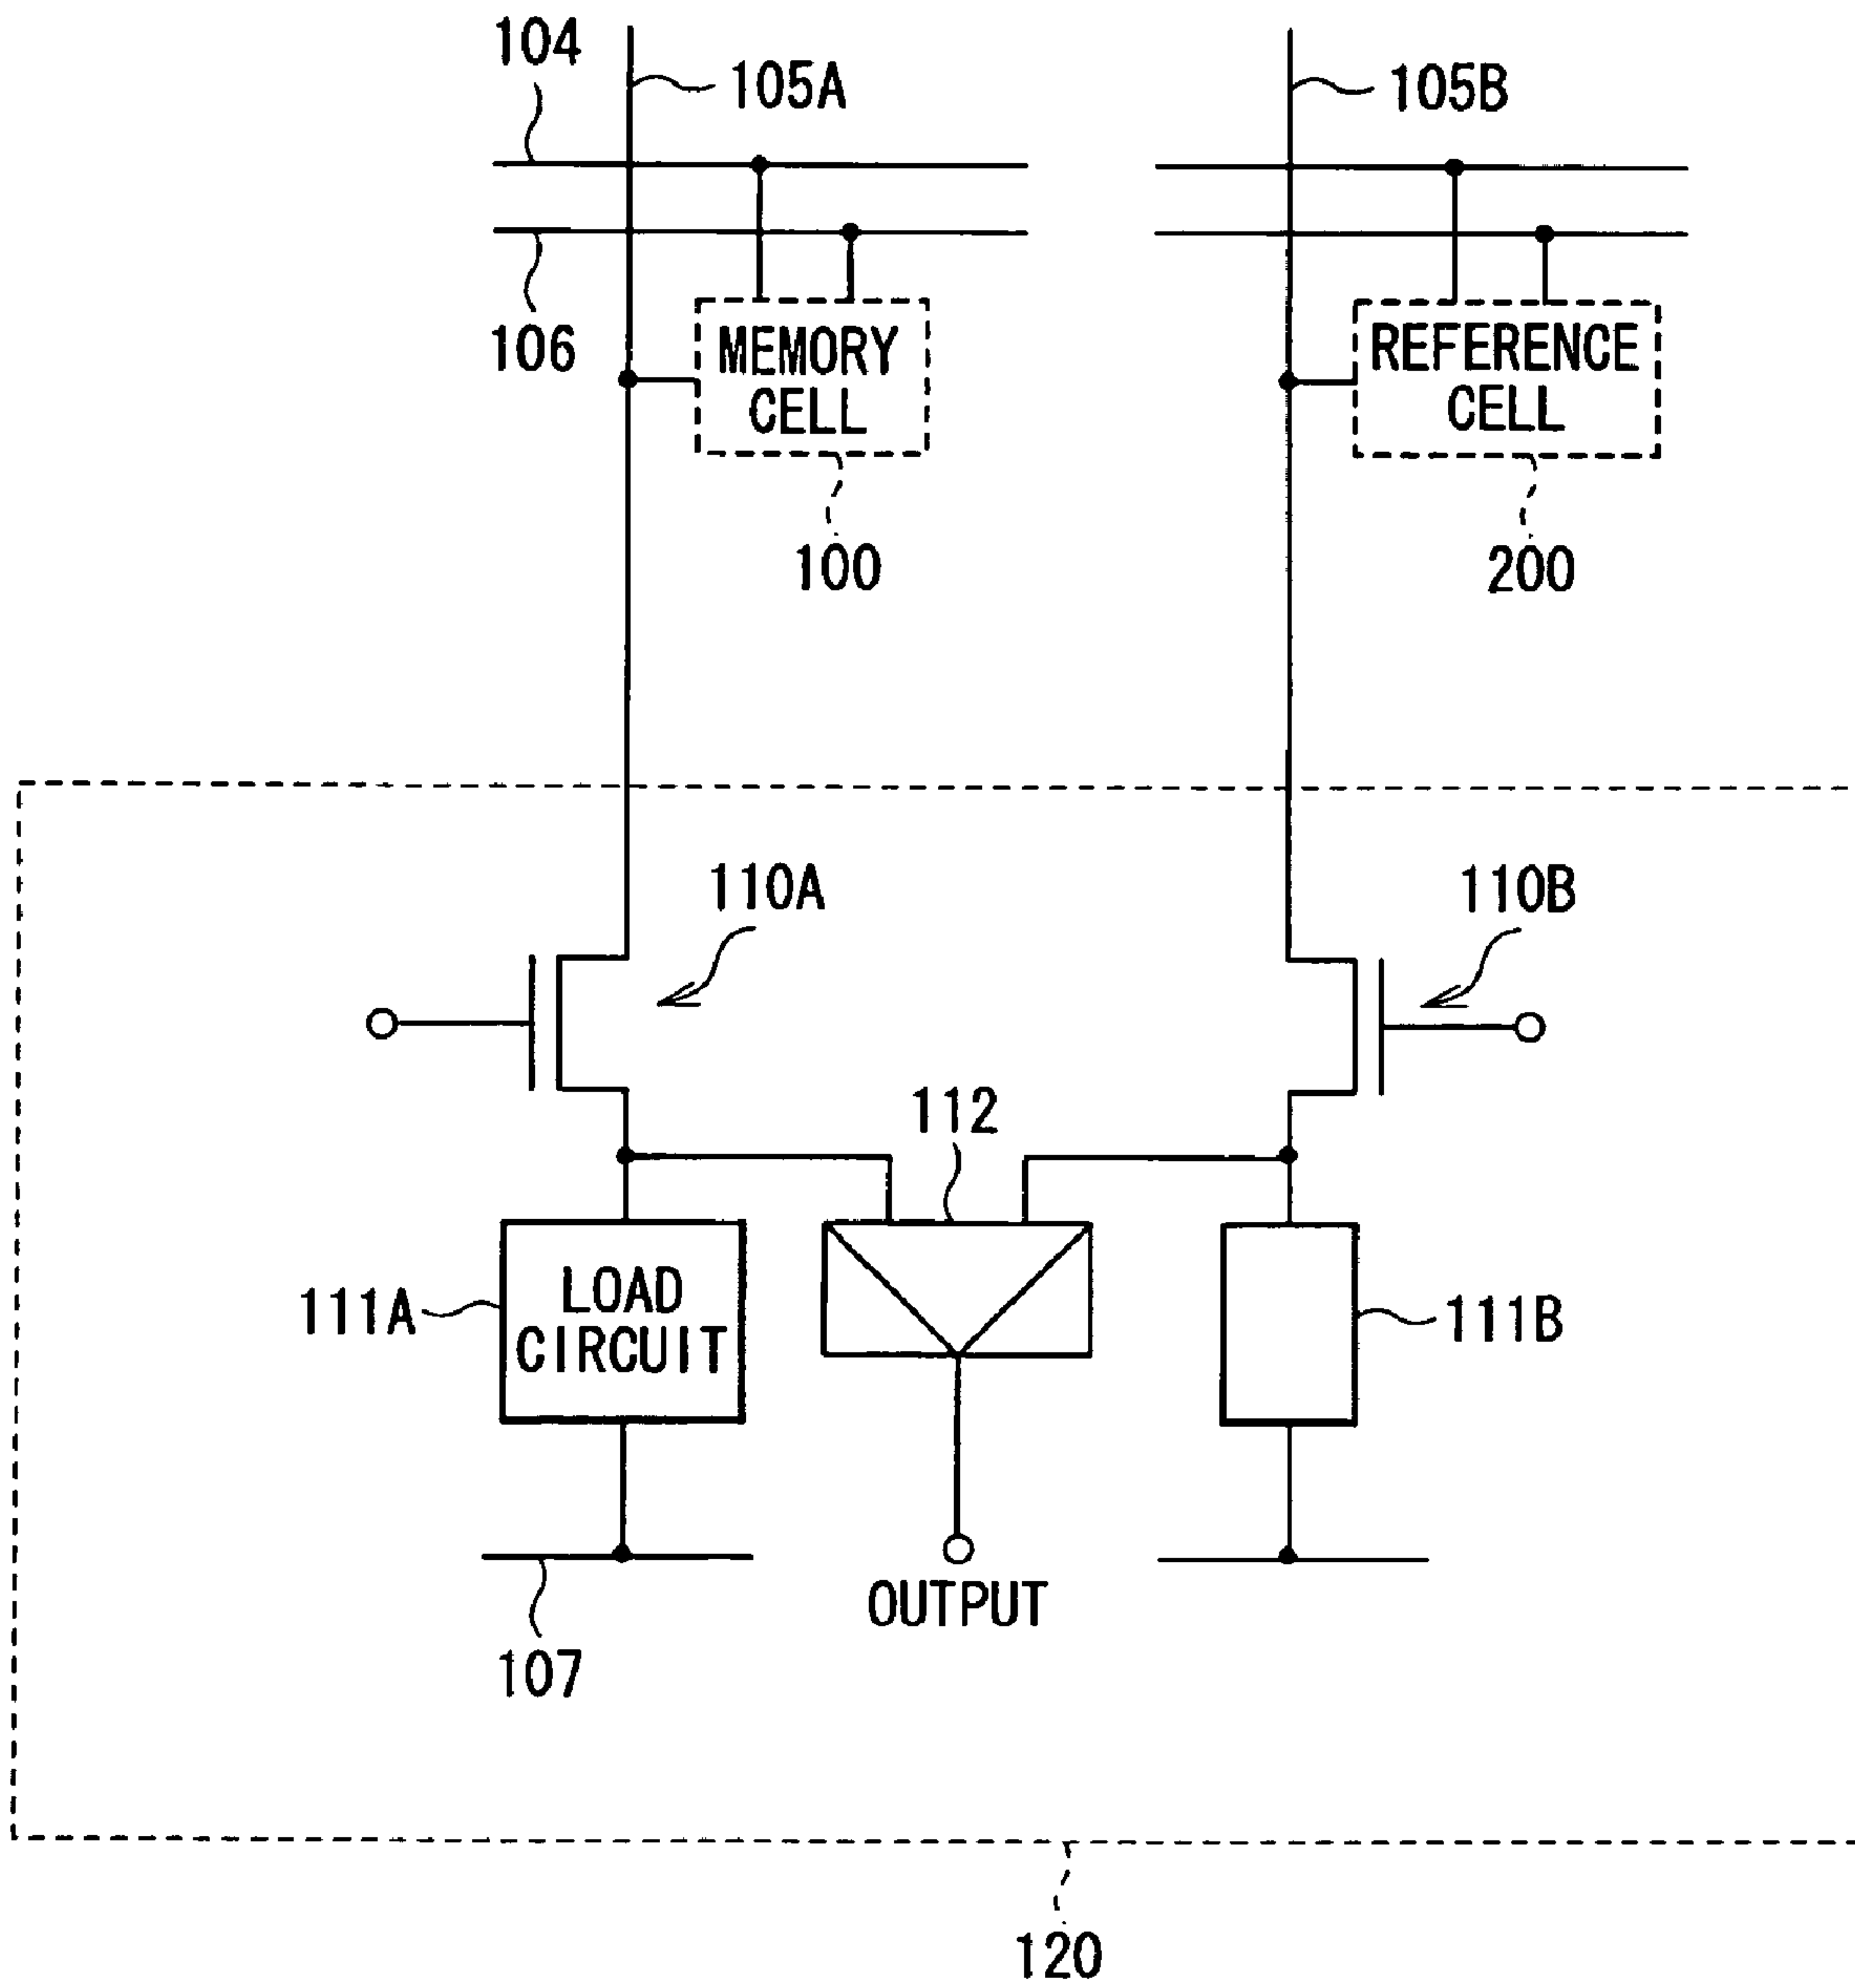 104
105A
105B
106
MEMORY
CELL
REFERENCE
CELL
100
200
110A
110B
112
111A
LOAD
CIRCUIT
111B
OUTPUT
107
120